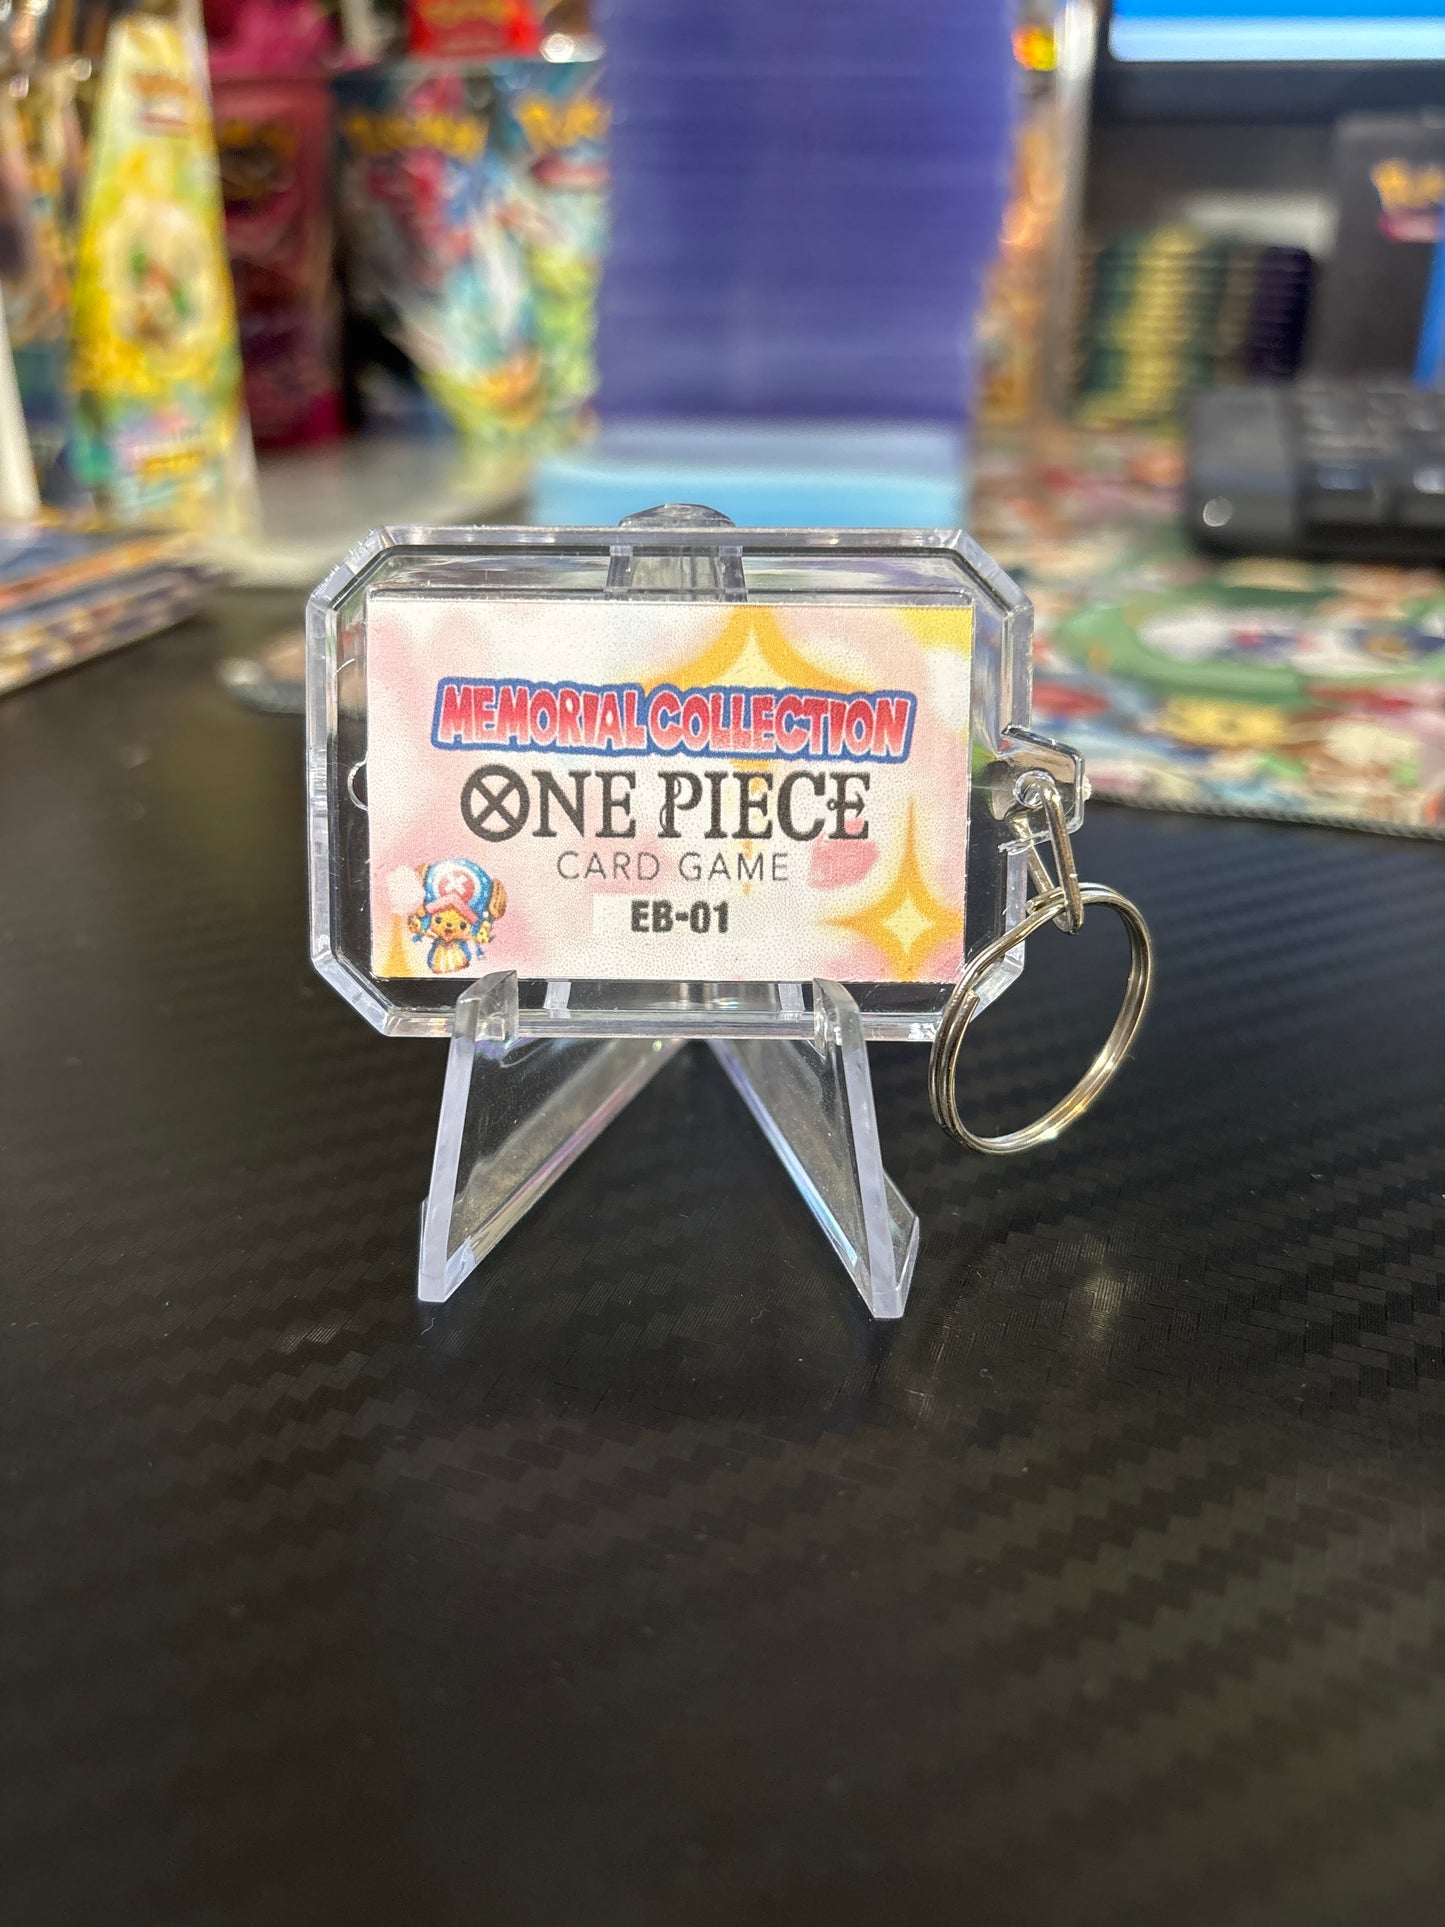 MEMORIAL COLLECTION
ONE PIECE
CARD GAME
EB-01